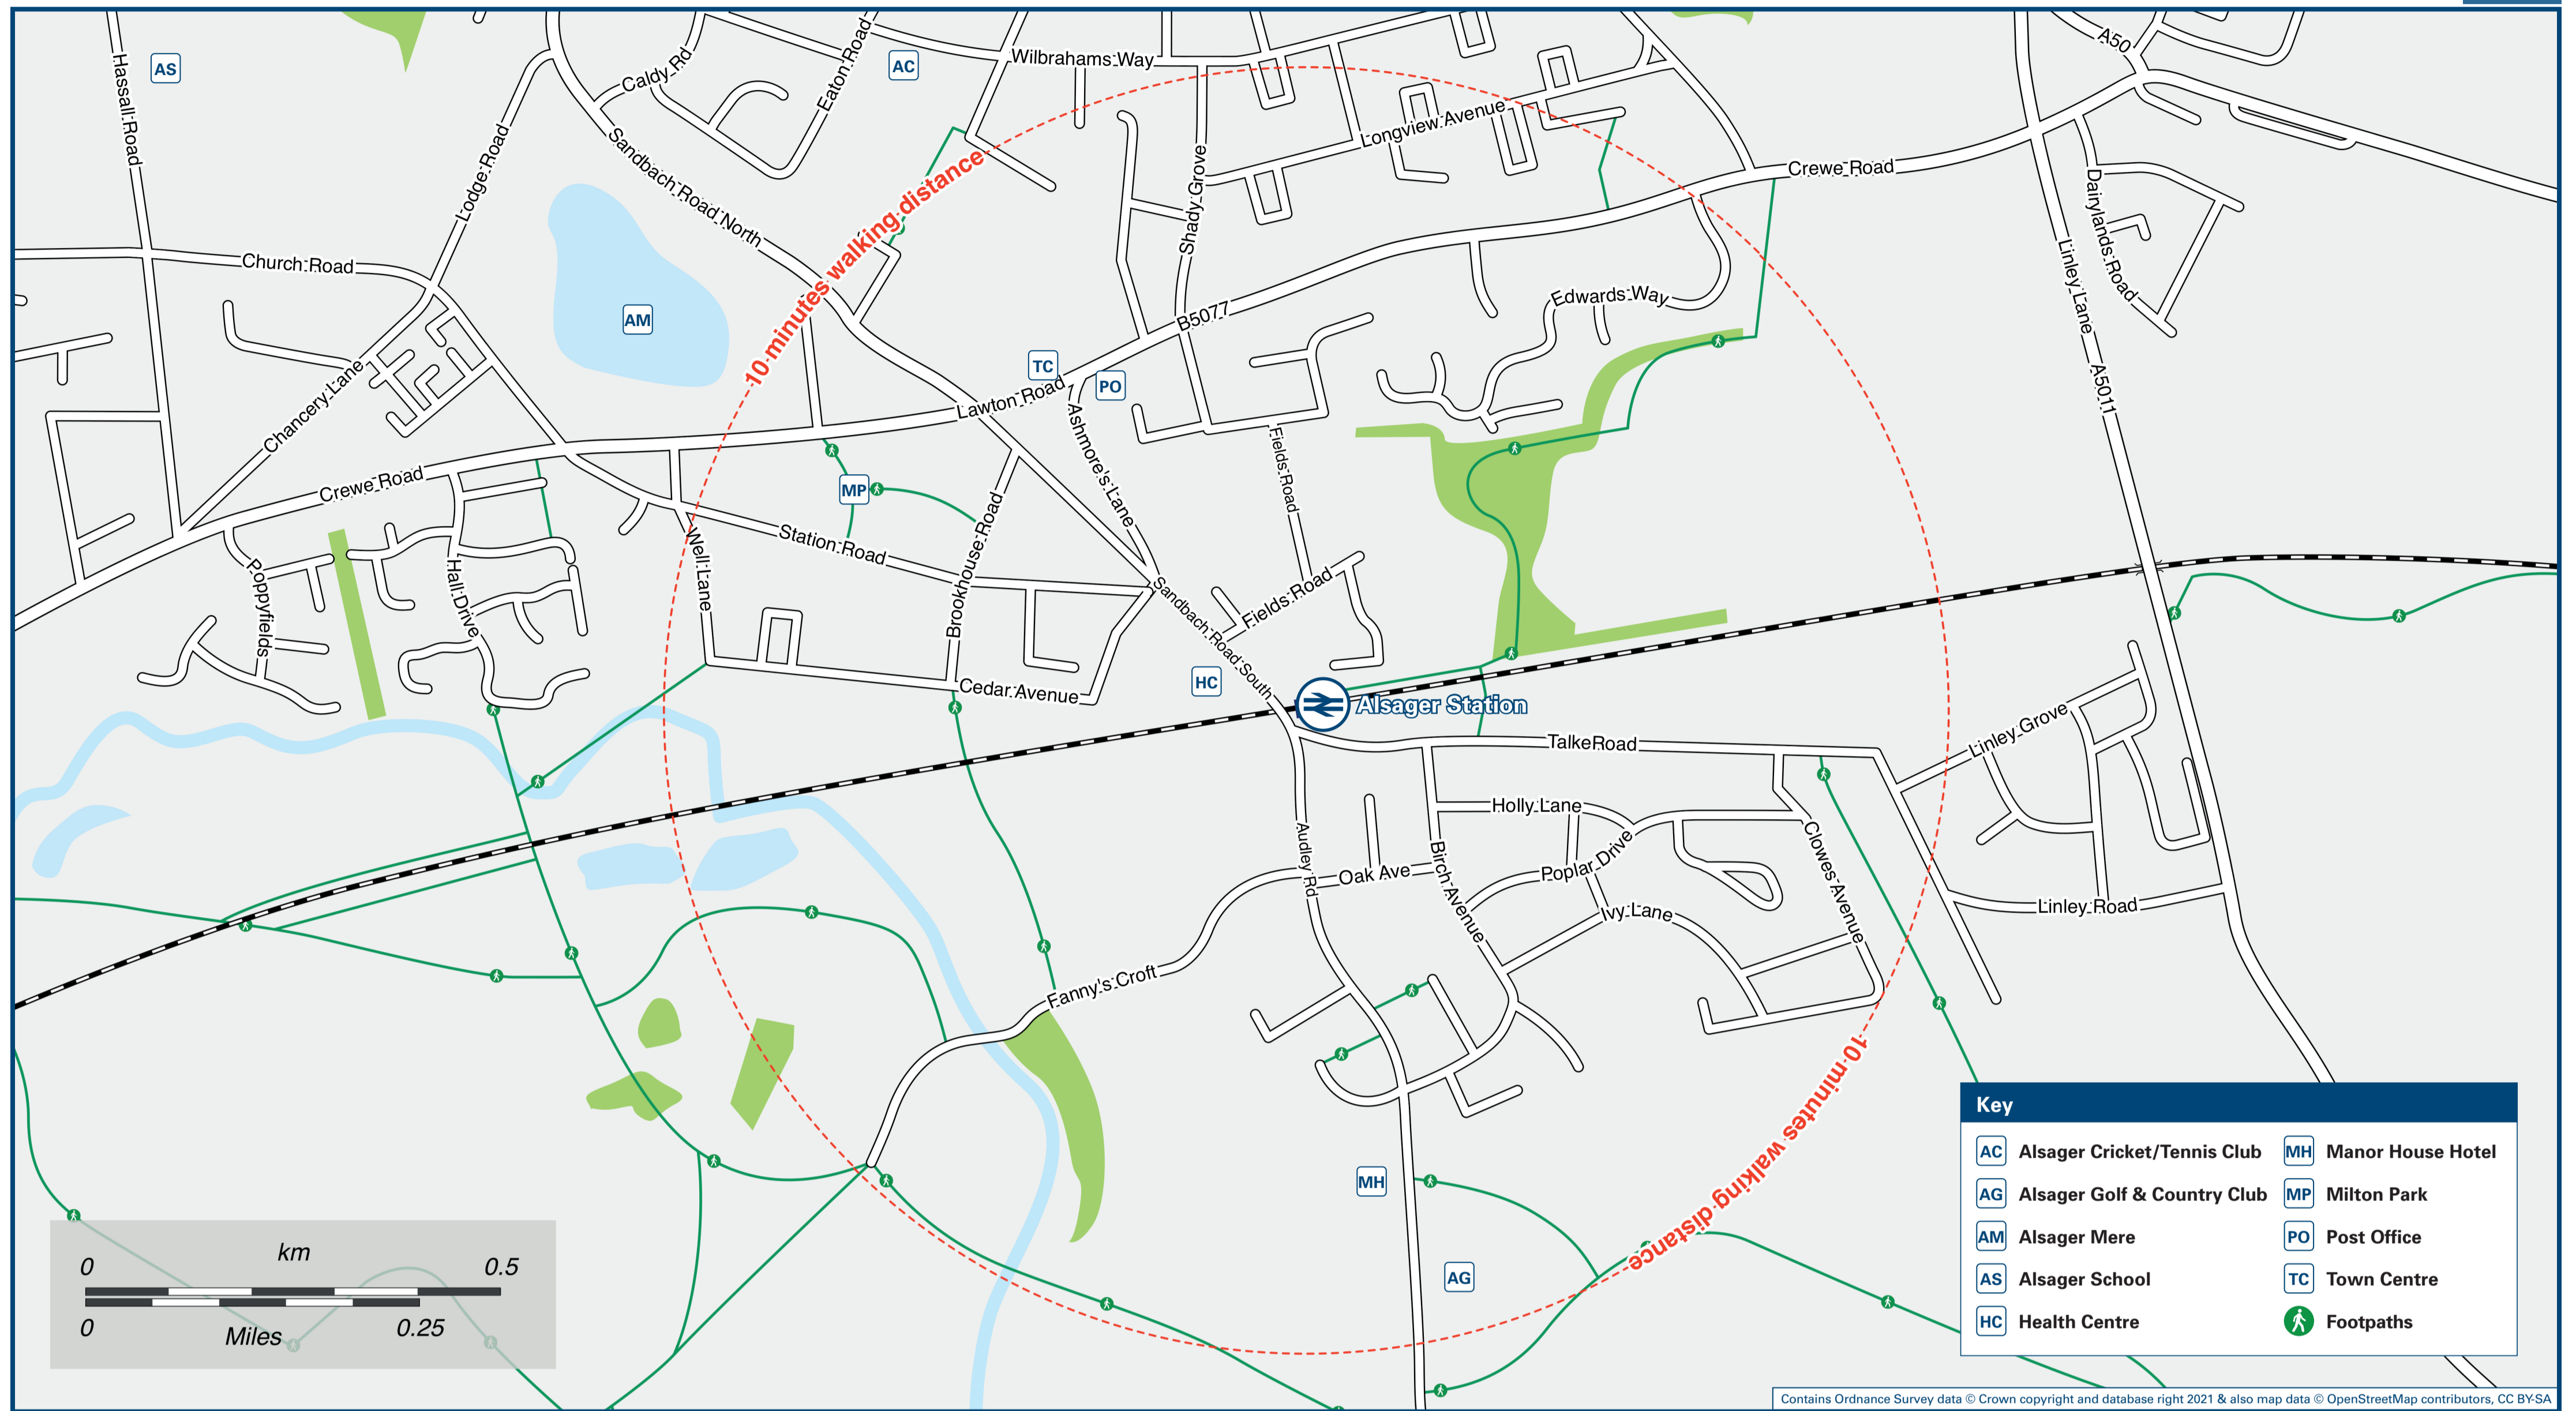 A50
Hassall Road
AS
Caldy Rd
Eaton Road
AC
Wilbrahams Way
Longview Avenue
Crewe Road
Lodge Road
Sandbach Road North
10 minutes walking distance
Shady Grove
Dairylands Road
Church Road
Linley Lane
A5011
AM
Edwards Way
B5077
TC
PO
Lawton Road
Chancery Lane
Ashmore's Lane
Fields Road
Crewe Road
MP
Station Road
Well Lane
Brookhouse Road
Poppyfields
Hall Drive
Sandbach Road South
Fields Road
HC
Cedar Avenue
Alsager Station
TalkeRoad
Linley Grove
Holly Lane
Audley Rd
Oak Ave
Birch Avenue
Poplar Drive
Clowes Avenue
Ivy Lane
Linley Road
Fanny's Croft
10 minutes walking distance
MH
AG
km
0 0.5
0 Miles 0.25
Key
AC Alsager Cricket/Tennis Club
AG Alsager Golf & Country Club
AM Alsager Mere
AS Alsager School
HC Health Centre
MH Manor House Hotel
MP Milton Park
PO Post Office
TC Town Centre
Footpaths
Contains Ordnance Survey data © Crown copyright and database right 2021 & also map data © OpenStreetMap contributors, CC BY-SA